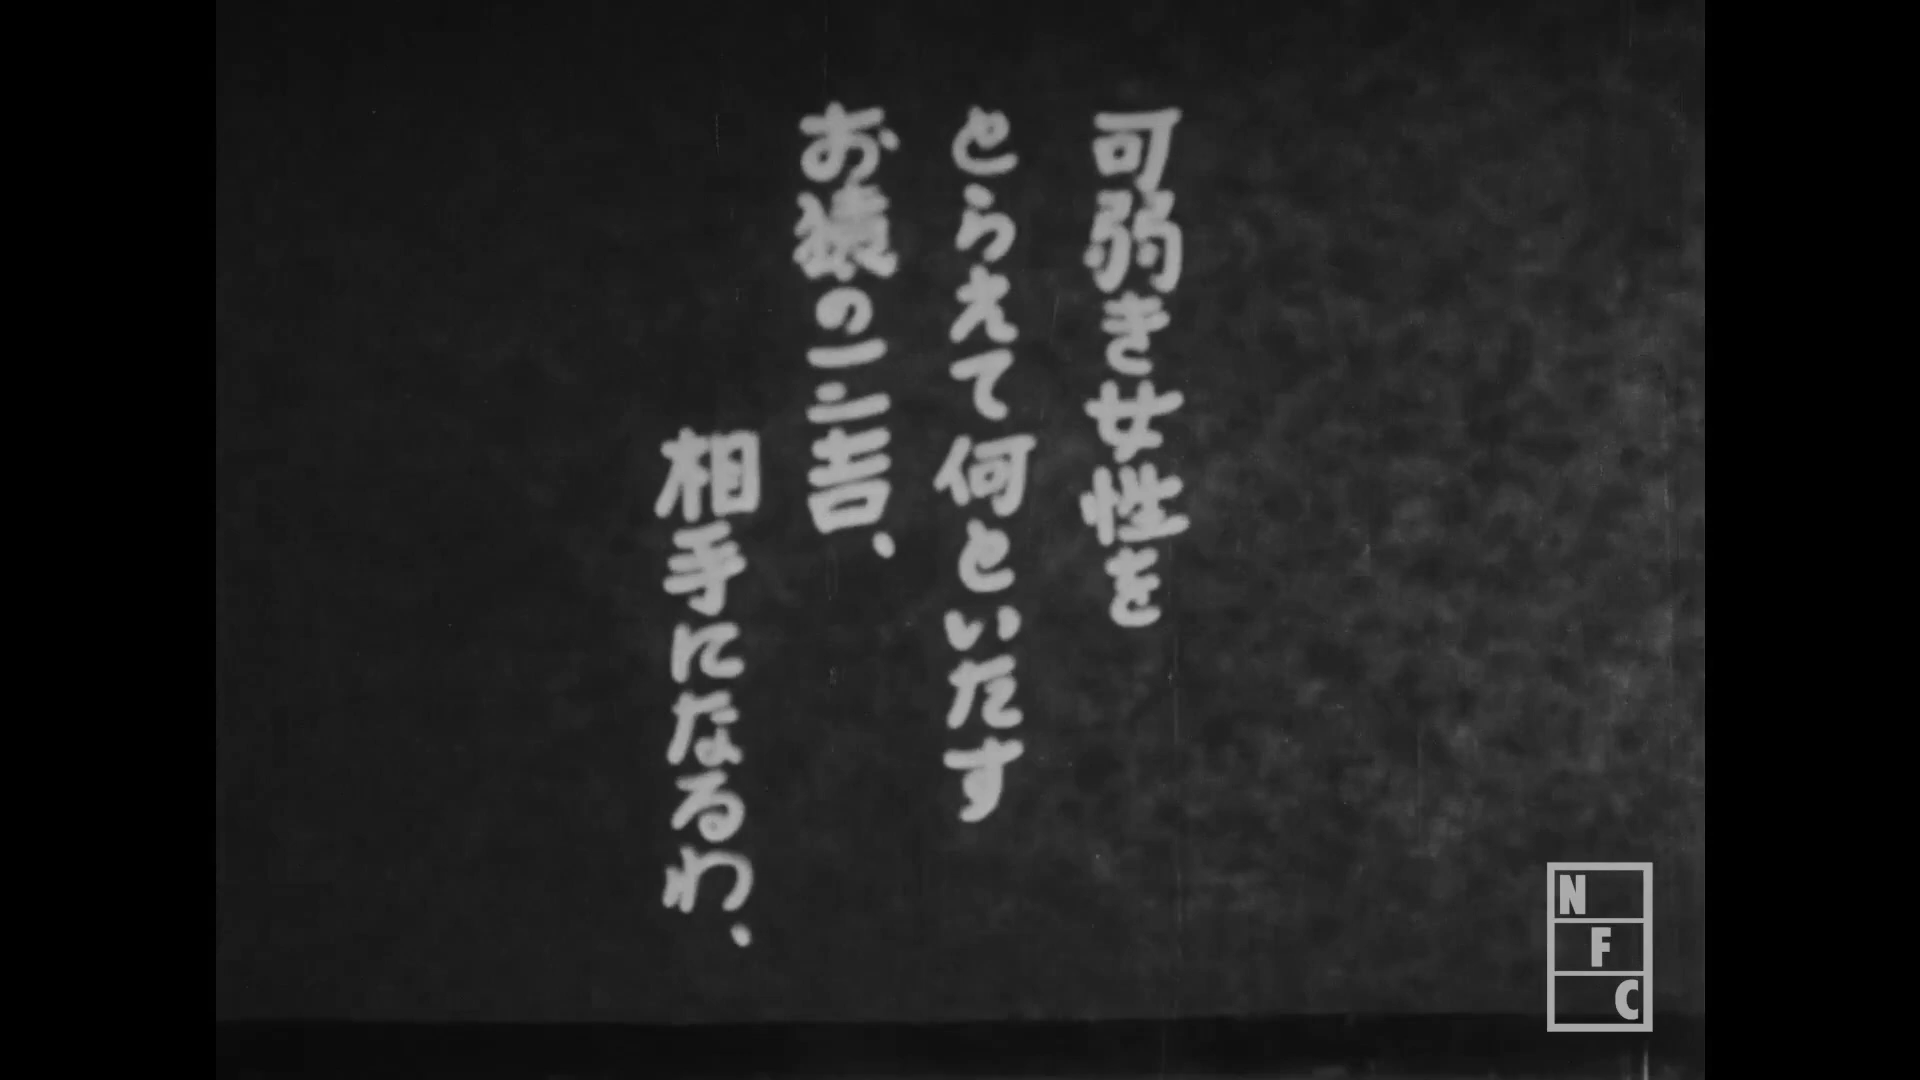 可弱き女性を
とらえて何といたす
お猿の三吉、
相手になるわ、
N
F
C